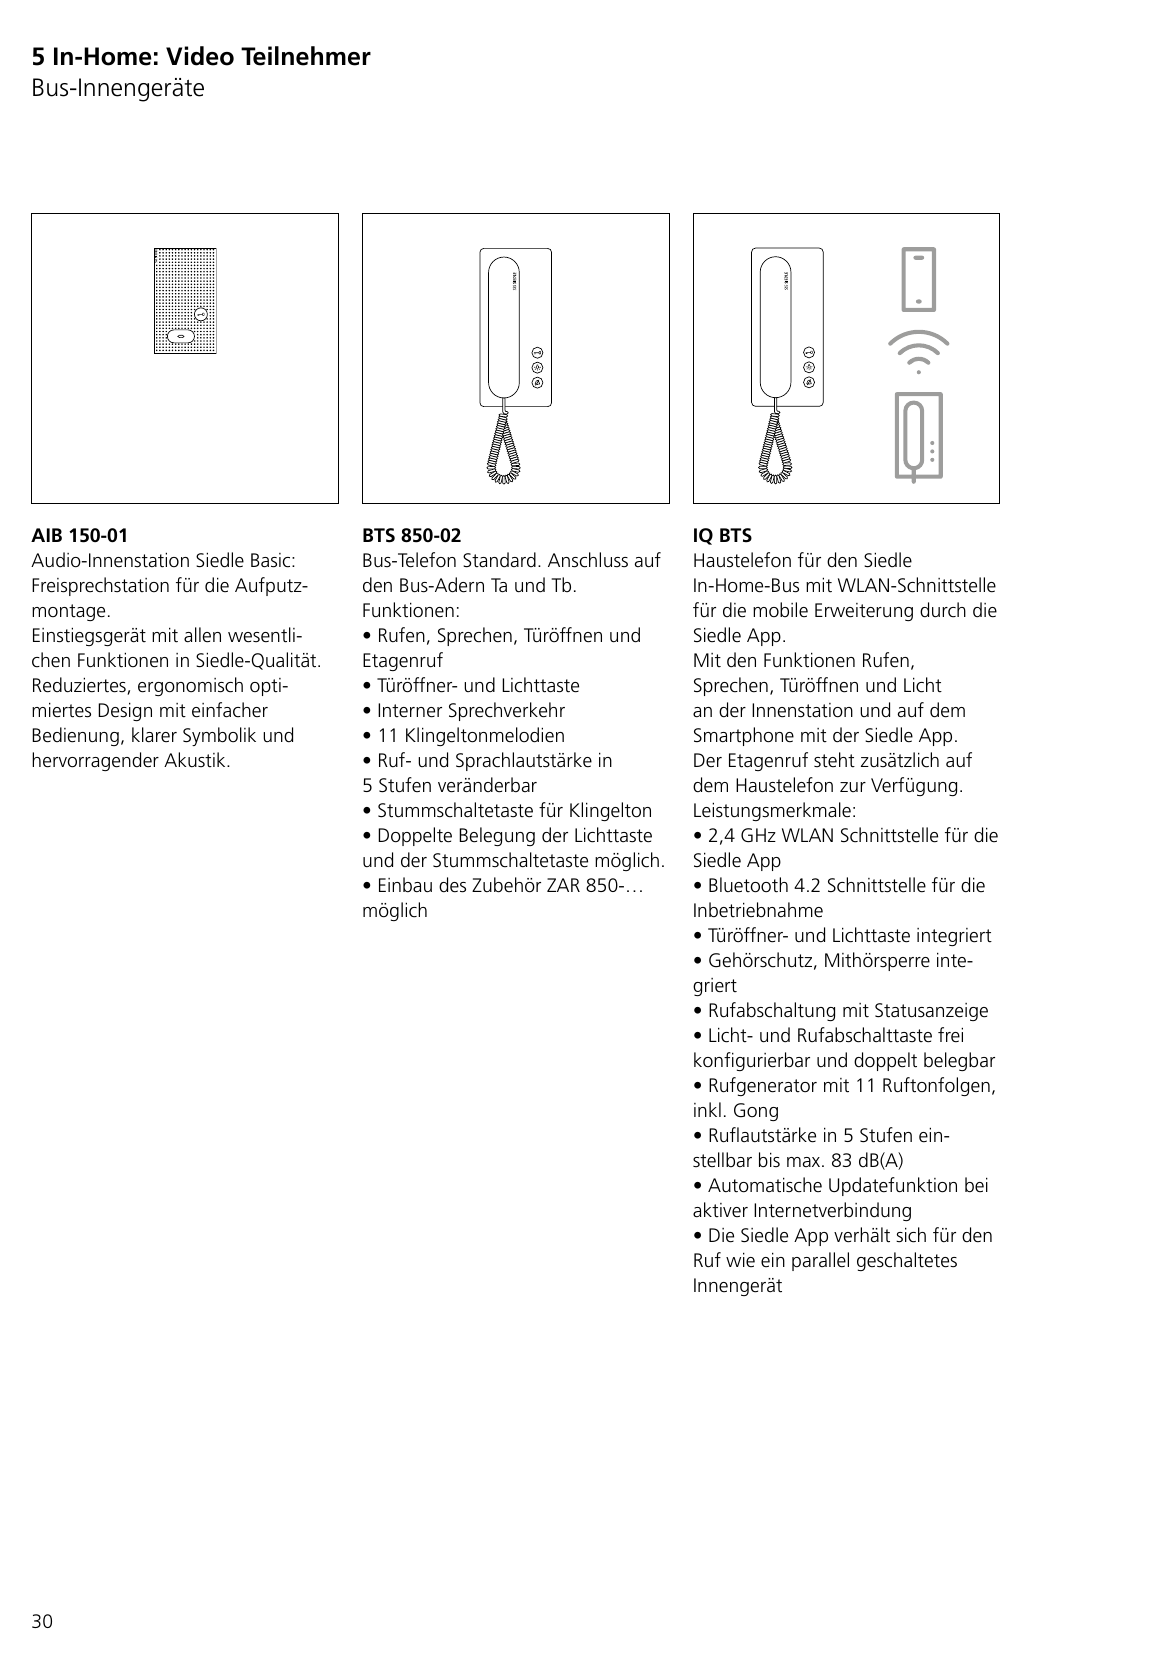 5 In-Home: Video Teilnehmer
Bus-Innengeräte
AIB 150-01
Audio-Innenstation Siedle Basic:
Freisprechstation für die Aufputz-
montage.
Einstiegsgerät mit allen wesentli-
chen Funktionen in Siedle-Qualität.
Reduziertes, ergonomisch opti-
miertes Design mit einfacher
Bedienung, klarer Symbolik und
hervorragender Akustik.
BTS 850-02
Bus-Telefon Standard. Anschluss auf
den Bus-Adern Ta und Tb.
Funktionen:
• Rufen, Sprechen, Türöffnen und
Etagenruf
• Türöffner- und Lichttaste
• Interner Sprechverkehr
• 11 Klingeltonmelodien
• Ruf- und Sprachlautstärke in
5 Stufen veränderbar
• Stummschaltetaste für Klingelton
• Doppelte Belegung der Lichttaste
und der Stummschaltetaste möglich.
• Einbau des Zubehör ZAR 850-…
möglich
IQ BTS
Haustelefon für den Siedle
In-Home-Bus mit WLAN-Schnittstelle
für die mobile Erweiterung durch die
Siedle App.
Mit den Funktionen Rufen,
Sprechen, Türöffnen und Licht
an der Innenstation und auf dem
Smartphone mit der Siedle App.
Der Etagenruf steht zusätzlich auf
dem Haustelefon zur Verfügung.
Leistungsmerkmale:
• 2,4 GHz WLAN Schnittstelle für die
Siedle App
• Bluetooth 4.2 Schnittstelle für die
Inbetriebnahme
• Türöffner- und Lichttaste integriert
• Gehörschutz, Mithörsperre inte-
griert
• Rufabschaltung mit Statusanzeige
• Licht- und Rufabschalttaste frei
konfigurierbar und doppelt belegbar
• Rufgenerator mit 11 Ruftonfolgen,
inkl. Gong
• Ruflautstärke in 5 Stufen ein-
stellbar bis max. 83 dB(A)
• Automatische Updatefunktion bei
aktiver Internetverbindung
• Die Siedle App verhält sich für den
Ruf wie ein parallel geschaltetes
Innengerät
30